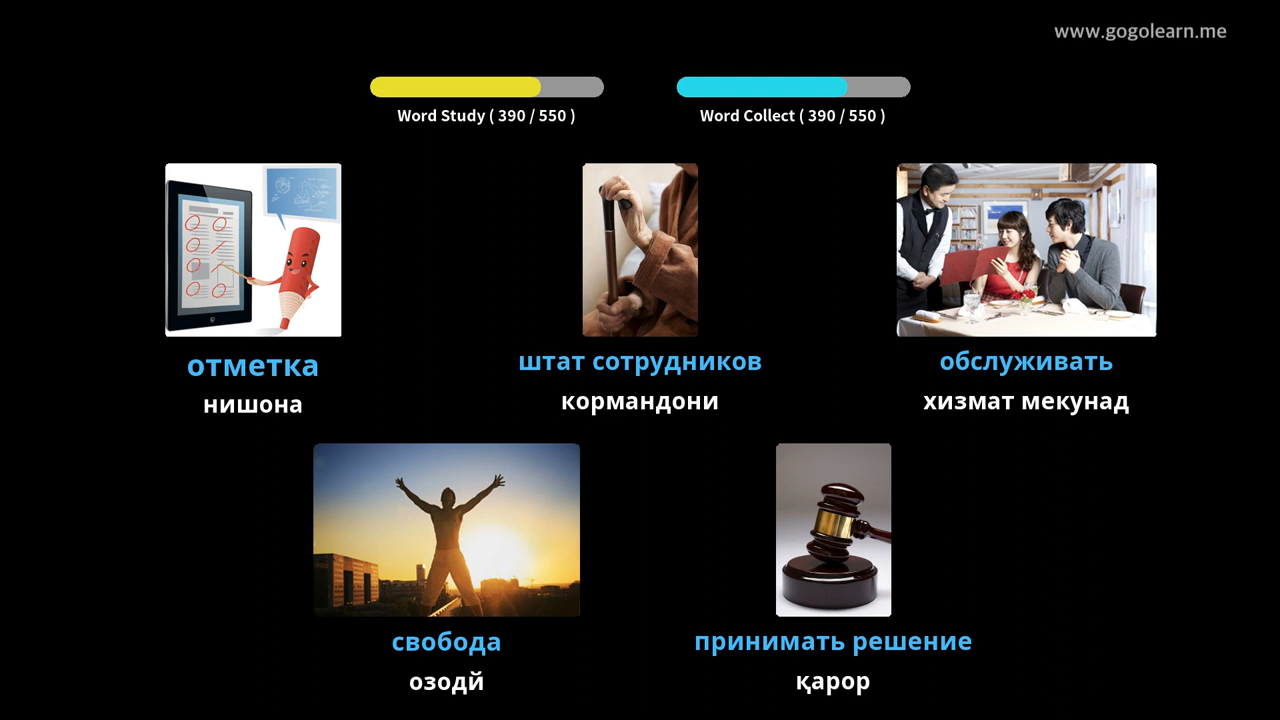 www.gogolearn.me
Word Study ( 390 / 550 )
Word Collect ( 390 / 550 )
отметка
нишона
штат сотрудников
кормандони
обслуживать
хизмат мекунад
свобода
озодй
принимать решение
қарор